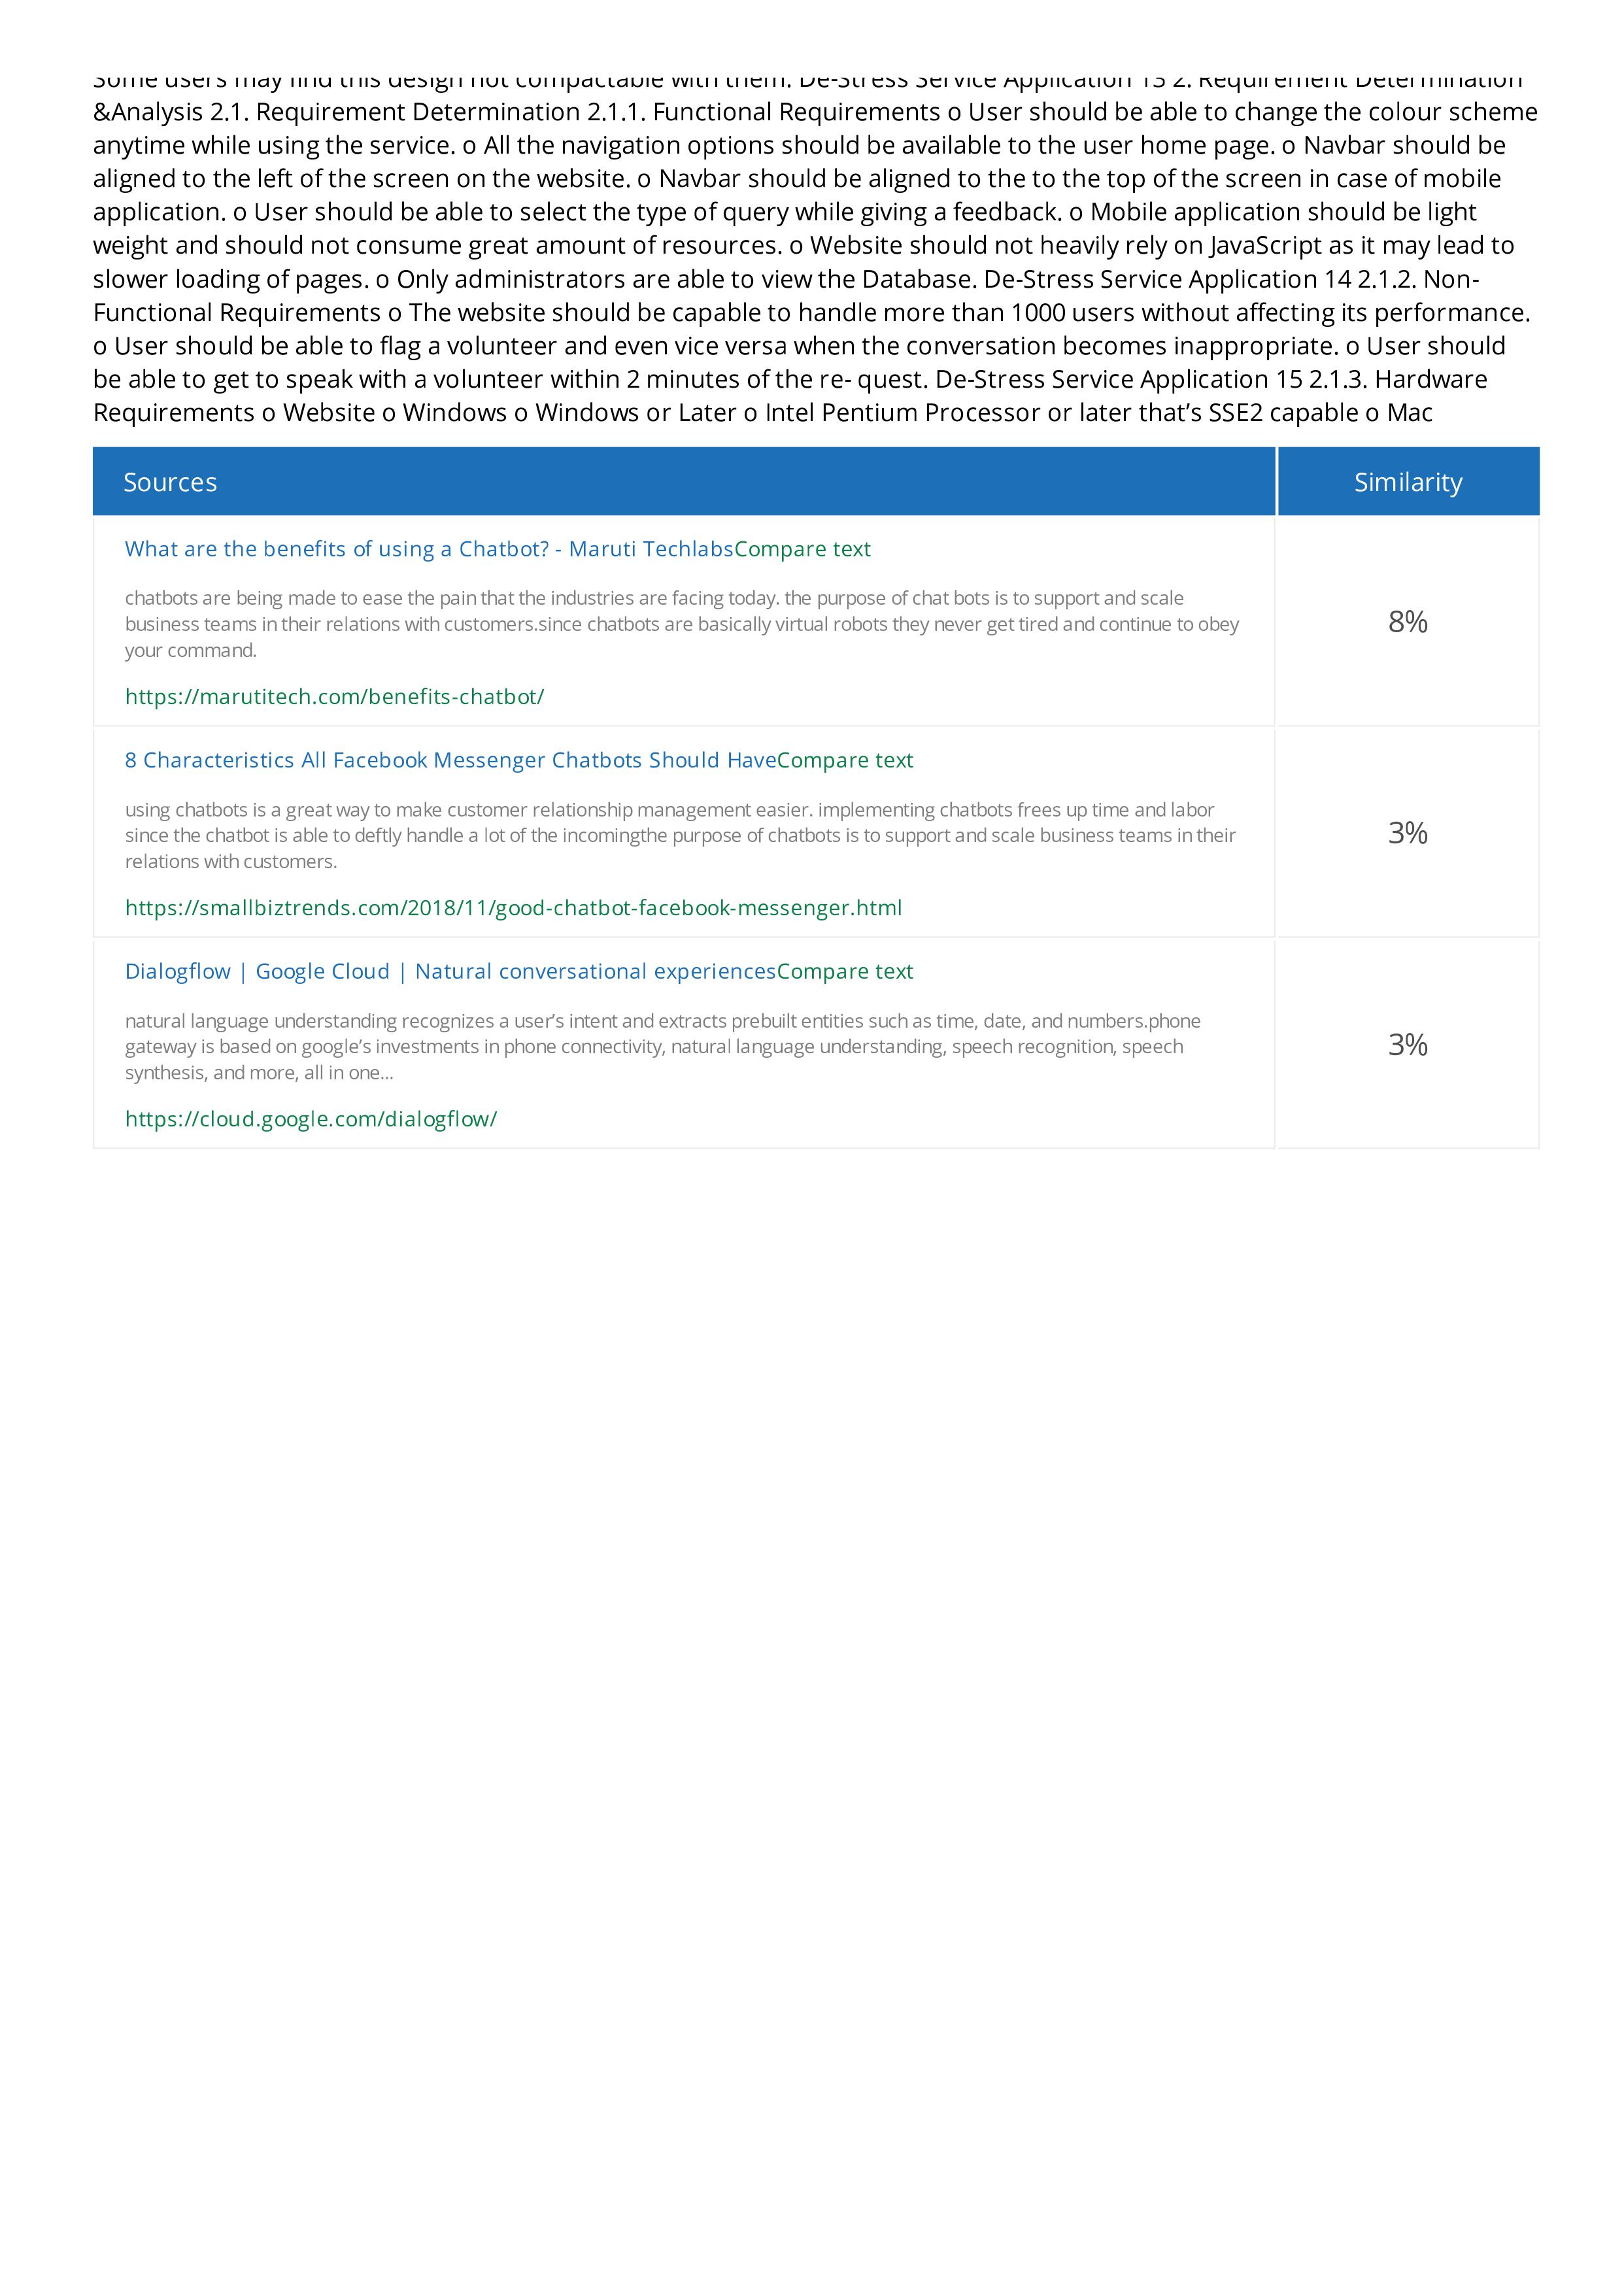 Some users may find this design not compactable with them. De-Stress Service Application 13 2. Requirement Determination
&Analysis 2.1. Requirement Determination 2.1.1. Functional Requirements o User should be able to change the colour scheme
anytime while using the service. o All the navigation options should be available to the user home page. o Navbar should be
aligned to the left of the screen on the website. o Navbar should be aligned to the to the top of the screen in case of mobile
application. o User should be able to select the type of query while giving a feedback. o Mobile application should be light
weight and should not consume great amount of resources. o Website should not heavily rely on JavaScript as it may lead to
slower loading of pages. o Only administrators are able to view the Database. De-Stress Service Application 14 2.1.2. Non-
Functional Requirements o The website should be capable to handle more than 1000 users without affecting its performance.
o User should be able to flag a volunteer and even vice versa when the conversation becomes inappropriate. o User should
be able to get to speak with a volunteer within 2 minutes of the re- quest. De-Stress Service Application 15 2.1.3. Hardware
Requirements o Website o Windows o Windows or Later o Intel Pentium Processor or later that’s SSE2 capable o Mac
Sources
Similarity
What are the benefits of using a Chatbot? - Maruti TechlabsCompare text
chatbots are being made to ease the pain that the industries are facing today. the purpose of chat bots is to support and scale
business teams in their relations with customers.since chatbots are basically virtual robots they never get tired and continue to obey
your command.
https://marutitech.com/benefits-chatbot/
8%
8 Characteristics All Facebook Messenger Chatbots Should HaveCompare text
using chatbots is a great way to make customer relationship management easier. implementing chatbots frees up time and labor
since the chatbot is able to deftly handle a lot of the incomingthe purpose of chatbots is to support and scale business teams in their
relations with customers.
https://smallbiztrends.com/2018/11/good-chatbot-facebook-messenger.html
3%
Dialogflow | Google Cloud | Natural conversational experiencesCompare text
natural language understanding recognizes a user’s intent and extracts prebuilt entities such as time, date, and numbers.phone
gateway is based on google’s investments in phone connectivity, natural language understanding, speech recognition, speech
synthesis, and more, all in one...
https://cloud.google.com/dialogflow/
3%